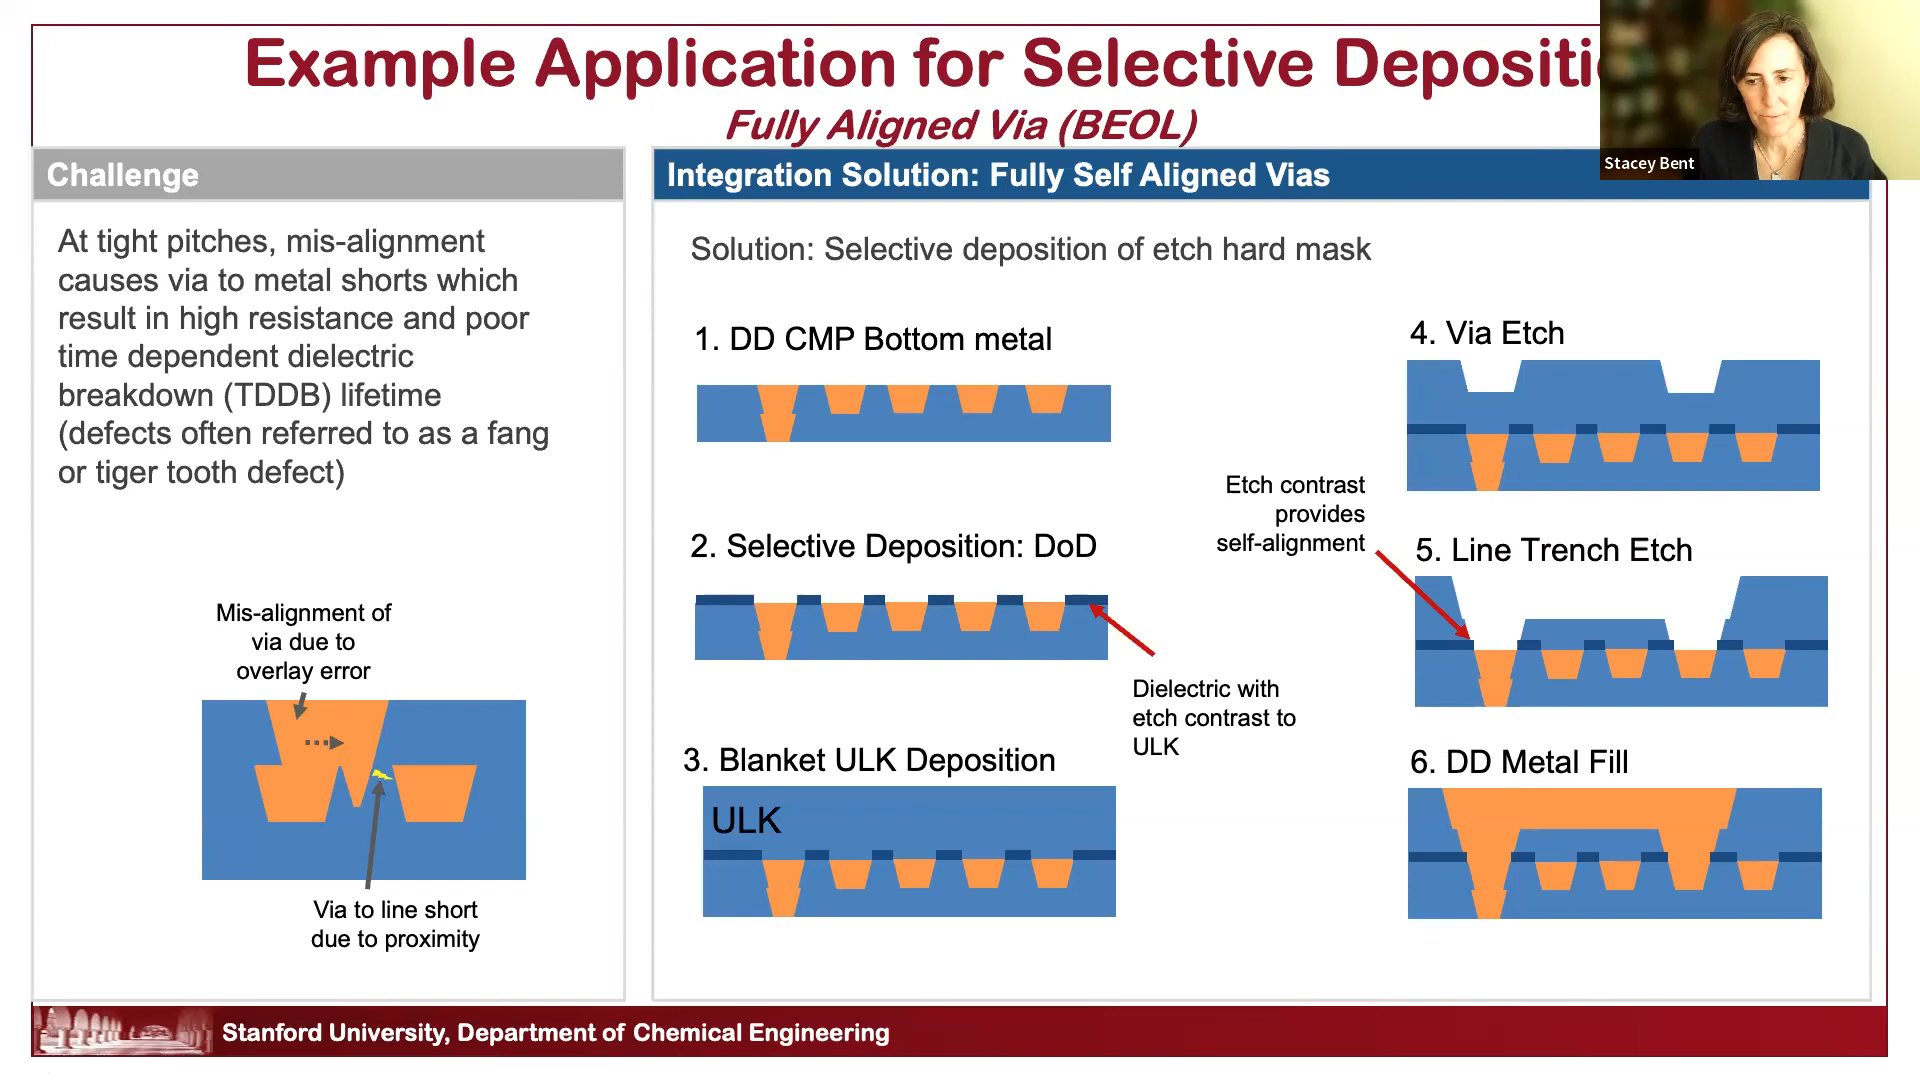 Example Application for Selective Depositi
Fully Aligned Via (BEOL)
Stacey Bent
Challenge
At tight pitches, mis-alignment
causes via to metal shorts which
result in high resistance and poor
time dependent dielectric
breakdown (TDDB) lifetime
(defects often referred to as a fang
or tiger tooth defect)
Mis-alignment of
via due to
overlay error
Via to line short
due to proximity
Integration Solution: Fully Self Aligned Vias
Solution: Selective deposition of etch hard mask
1. DD CMP Bottom metal
2. Selective Deposition: DoD
Dielectric with
etch contrast to
ULK
3. Blanket ULK Deposition
ULK
4. Via Etch
Etch contrast
provides
self-alignment
5. Line Trench Etch
6. DD Metal Fill
Stanford University, Department of Chemical Engineering